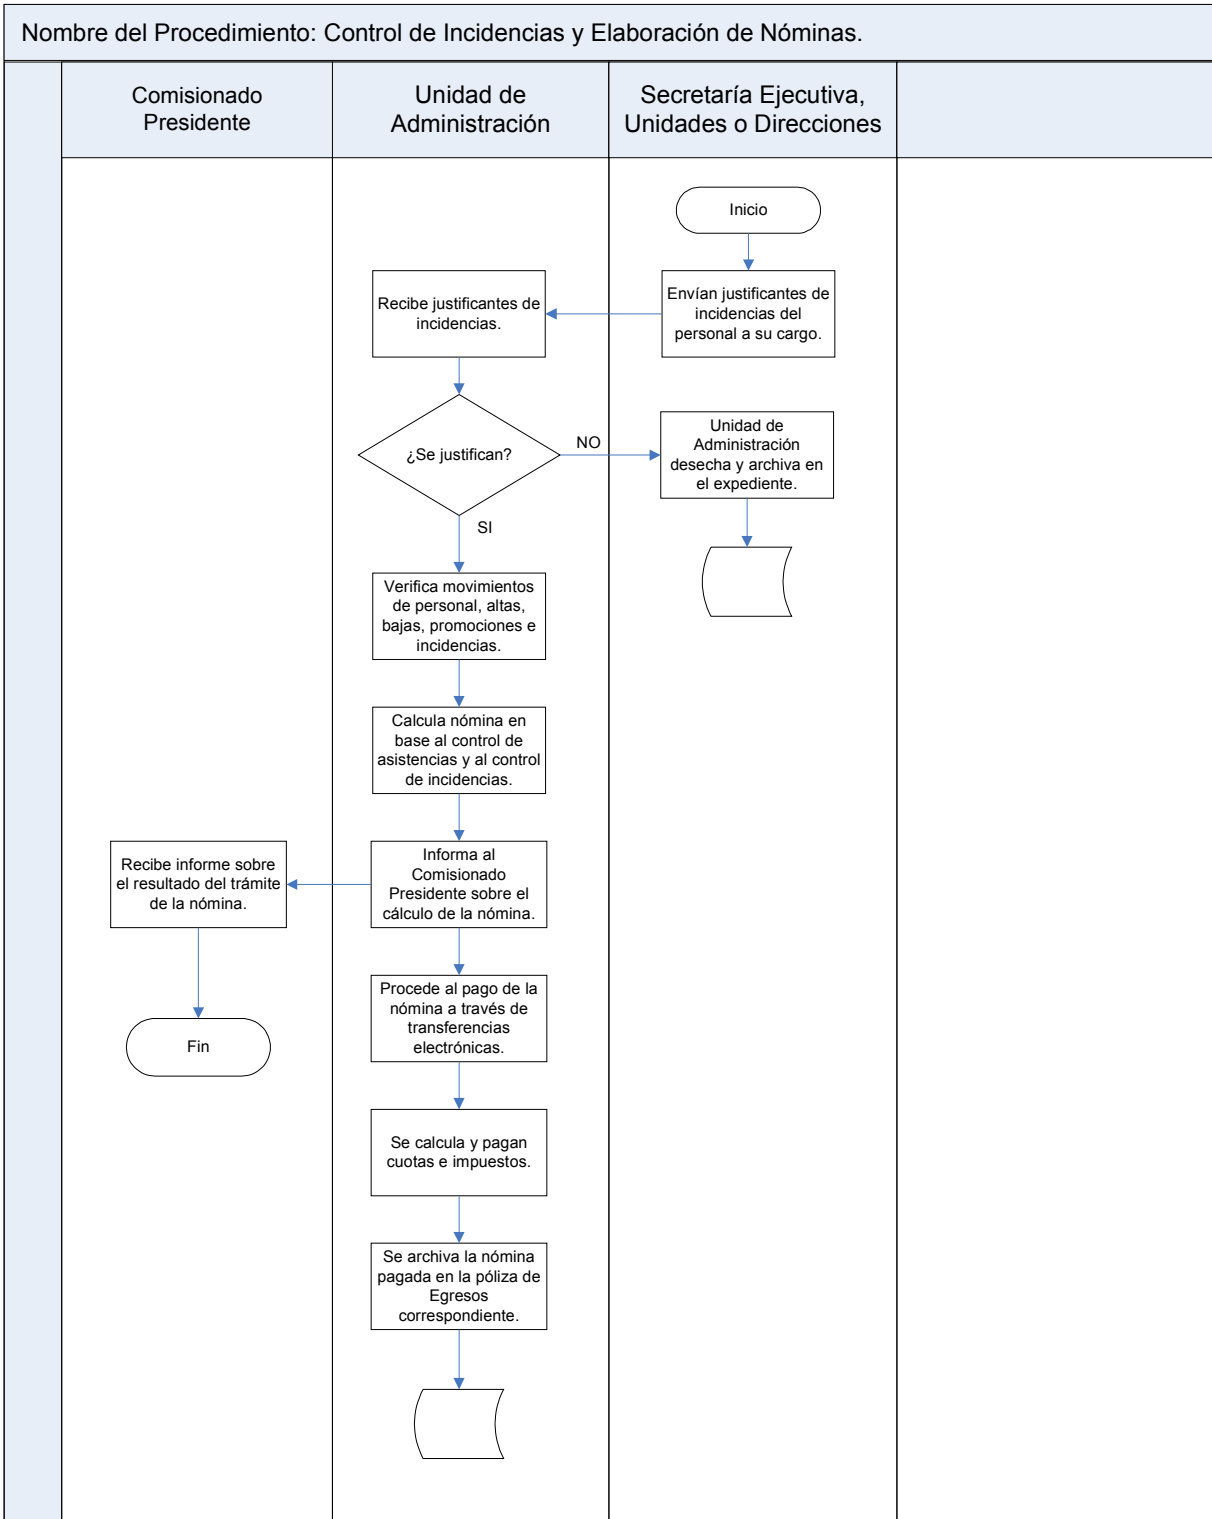 Nombre del Procedimiento: Control de Incidencias y Elaboración de Nóminas.
Comisionado
Presidente
Unidad de
Administración
Secretaría Ejecutiva,
Unidades o Direcciones
Inicio
Envían justificantes de
incidencias del
personal a su cargo.
Recibe justificantes de
incidencias.
¿Se justifican?
NO
Unidad de
Administración
desecha y archiva en
el expediente.
SI
Verifica movimientos
de personal, altas,
bajas, promociones e
incidencias.
Calcula nómina en
base al control de
asistencias y al control
de incidencias.
Informa al
Comisionado
Presidente sobre el
cálculo de la nómina.
Recibe informe sobre
el resultado del trámite
de la nómina.
Fin
Procede al pago de la
nómina a través de
transferencias
electrónicas.
Se calcula y pagan
cuotas e impuestos.
Se archiva la nómina
pagada en la póliza de
Egresos
correspondiente.